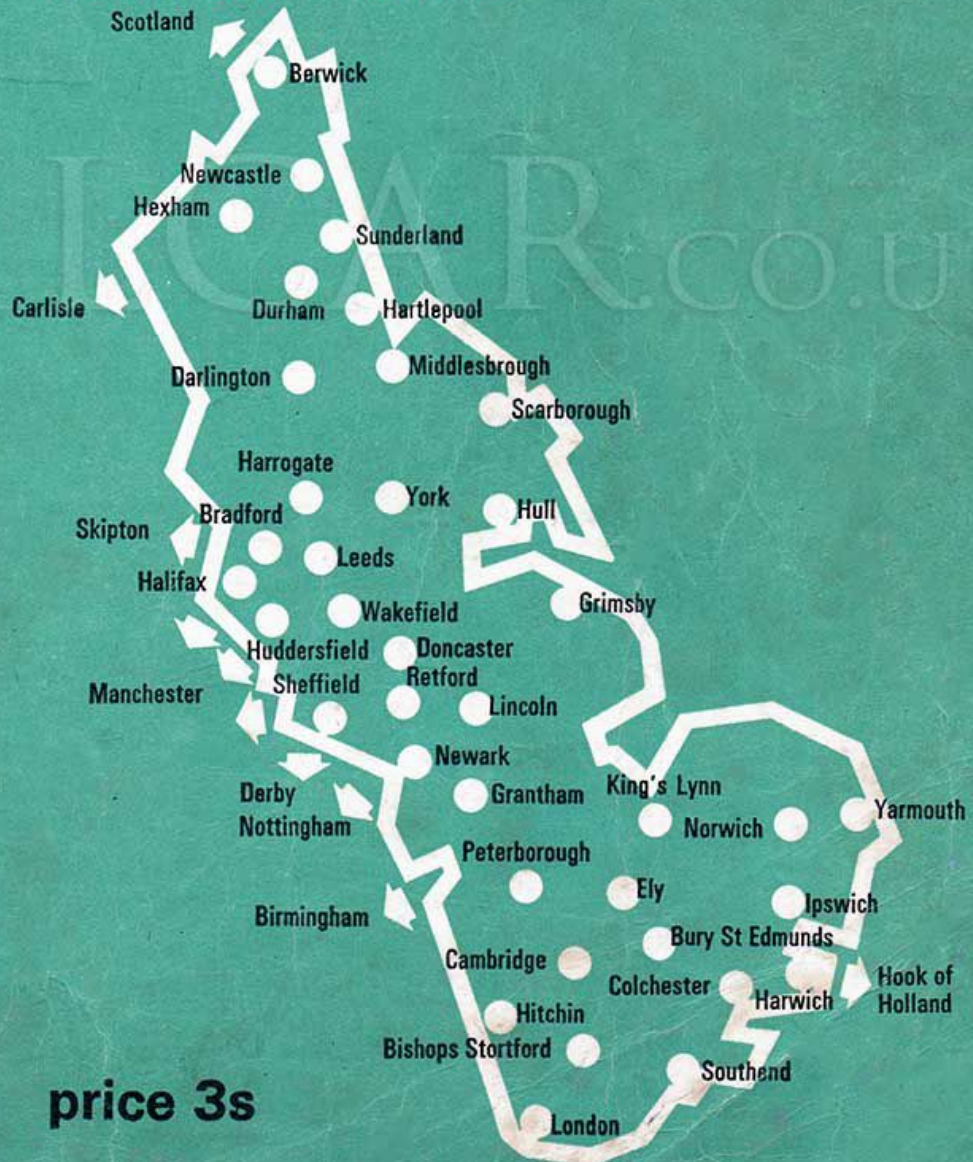 Scotland
Berwick
Newcastle
Hexham
Sunderland
Carlisle
Durham
Hartlepool
Darlington
Middlesbrough
Scarborough
Harrogate
York
Hull
Skipton
Bradford
Leeds
Halifax
Wakefield
Grimsby
Huddersfield
Doncaster
Manchester
Sheffield
Retford
Lincoln
Newark
Derby
Nottingham
Grantham
King's Lynn
Norwich
Yarmouth
Peterborough
Ely
Ipswich
Birmingham
Bury St Edmunds
Cambridge
Colchester
Harwich
Hook of
Holland
Hitchin
Bishops Stortford
Southend
London
price 3s
ICAR.CO U